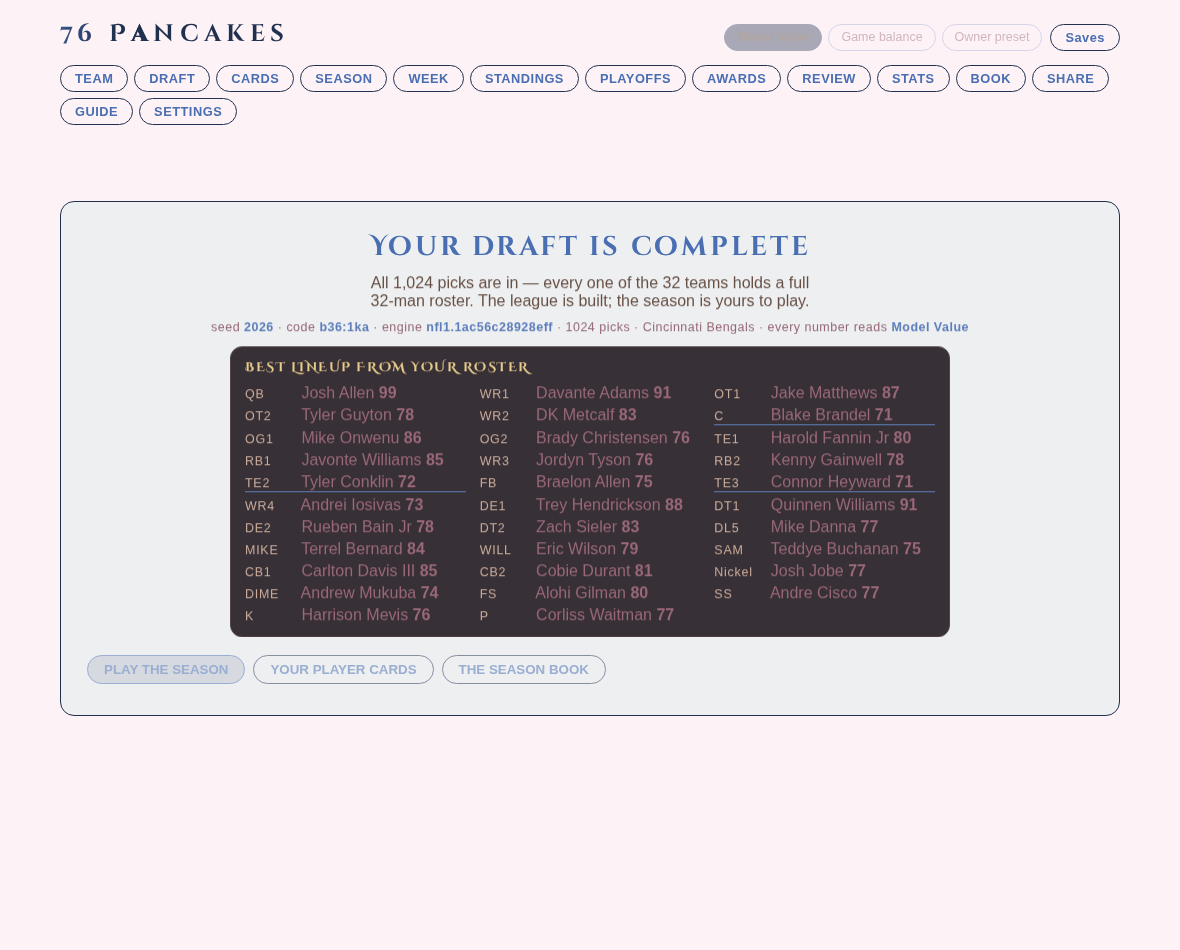 76 PANCAKES
Game balance Owner preset Saves
TEAM DRAFT CARDS SEASON WEEK STANDINGS PLAYOFFS AWARDS REVIEW STATS BOOK SHARE
GUIDE SETTINGS
YOUR DRAFT IS COMPLETE
All 1,024 picks are in — every one of the 32 teams holds a full
32-man roster. The league is built; the season is yours to play.
seed 2026 · code b36:1ka · engine nfl1.1ac56c28928eff · 1024 picks · Cincinnati Bengals · every number reads Model Value
BEST LINEUP FROM YOUR ROSTER
QB Josh Allen 99 WR1 Davante Adams 91 OT1 Jake Matthews 87
OT2 Tyler Guyton 78 WR2 DK Metcalf 83 C Blake Brandel 71
OG1 Mike Onwenu 86 OG2 Brady Christensen 76 TE1 Harold Fannin Jr 80
RB1 Javonte Williams 85 WR3 Jordyn Tyson 76 RB2 Kenny Gainwell 78
TE2 Tyler Conklin 72 FB Braelon Allen 75 TE3 Connor Heyward 71
WR4 Andrei Iosivas 73 DE1 Trey Hendrickson 88 DT1 Quinnen Williams 91
DE2 Rueben Bain Jr 78 DT2 Zach Sieler 83 DL5 Mike Danna 77
MIKE Terrel Bernard 84 WILL Eric Wilson 79 SAM Teddye Buchanan 75
CB1 Carlton Davis III 85 CB2 Cobie Durant 81 Nickel Josh Jobe 77
DIME Andrew Mukuba 74 FS Alohi Gilman 80 SS Andre Cisco 77
K Harrison Mevis 76 P Corliss Waitman 77
PLAY THE SEASON YOUR PLAYER CARDS THE SEASON BOOK